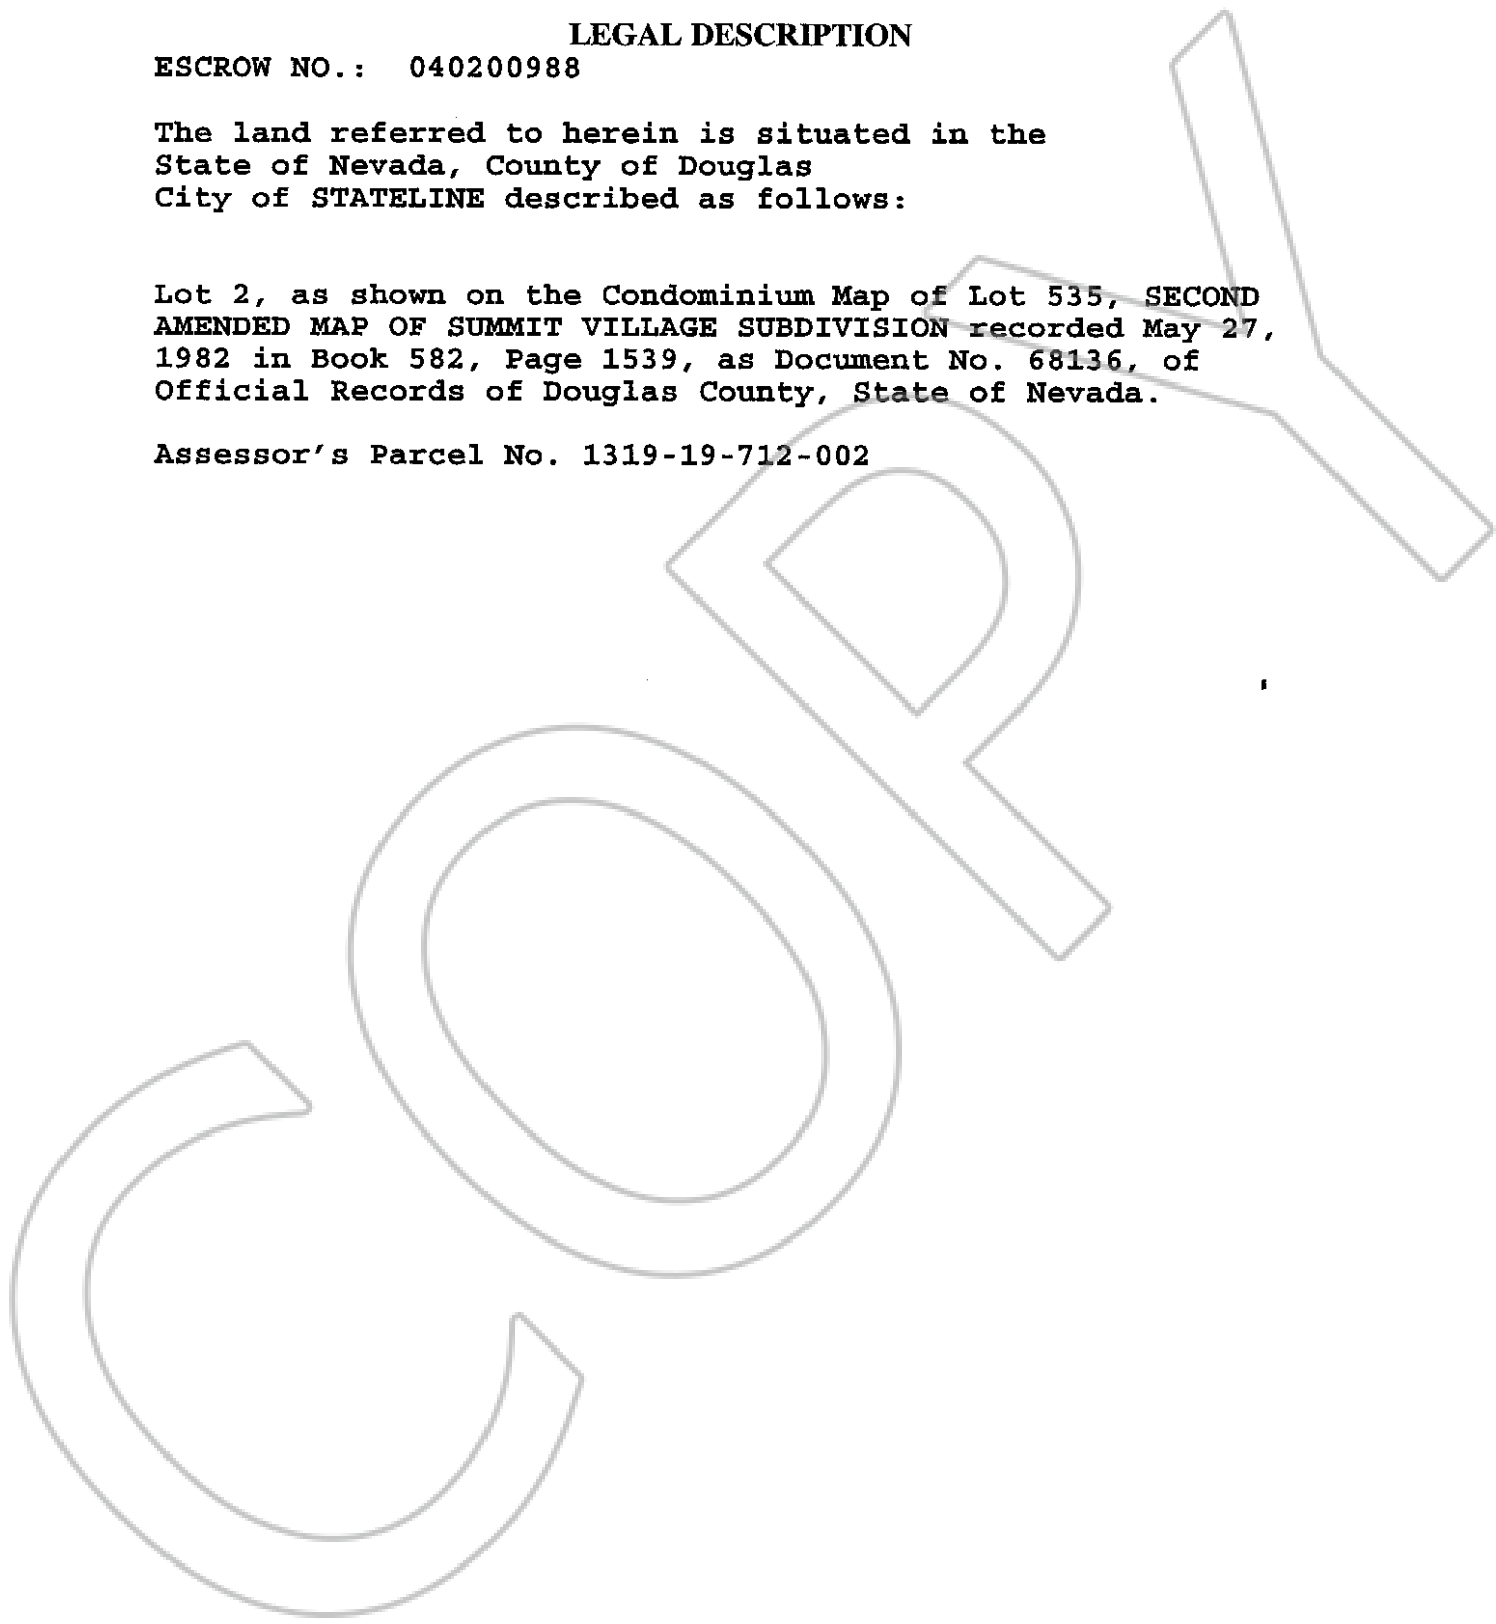 LEGAL DESCRIPTION
ESCROW NO.: 040200988
The land referred to herein is situated in the
State of Nevada, County of Douglas
City of STATELINE described as follows:
Lot 2, as shown on the Condominium Map of Lot 535, SECOND
AMENDED MAP OF SUMMIT VILLAGE SUBDIVISION recorded May 27,
1982 in Book 582, Page 1539, as Document No. 68136, of
Official Records of Douglas County, State of Nevada.
Assessor's Parcel No. 1319-19-712-002
COPY